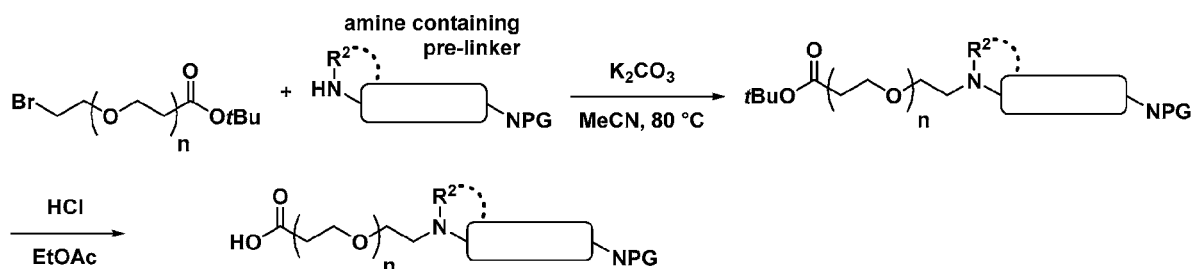 amine containing
pre-linker
R²
O
Br
O
OtBu
n
+
HN
NPG
K₂CO₃
MeCN, 80 °C
O
tBuO
O
n
R²
N
NPG
HCl
EtOAc
O
HO
O
n
R²
N
NPG